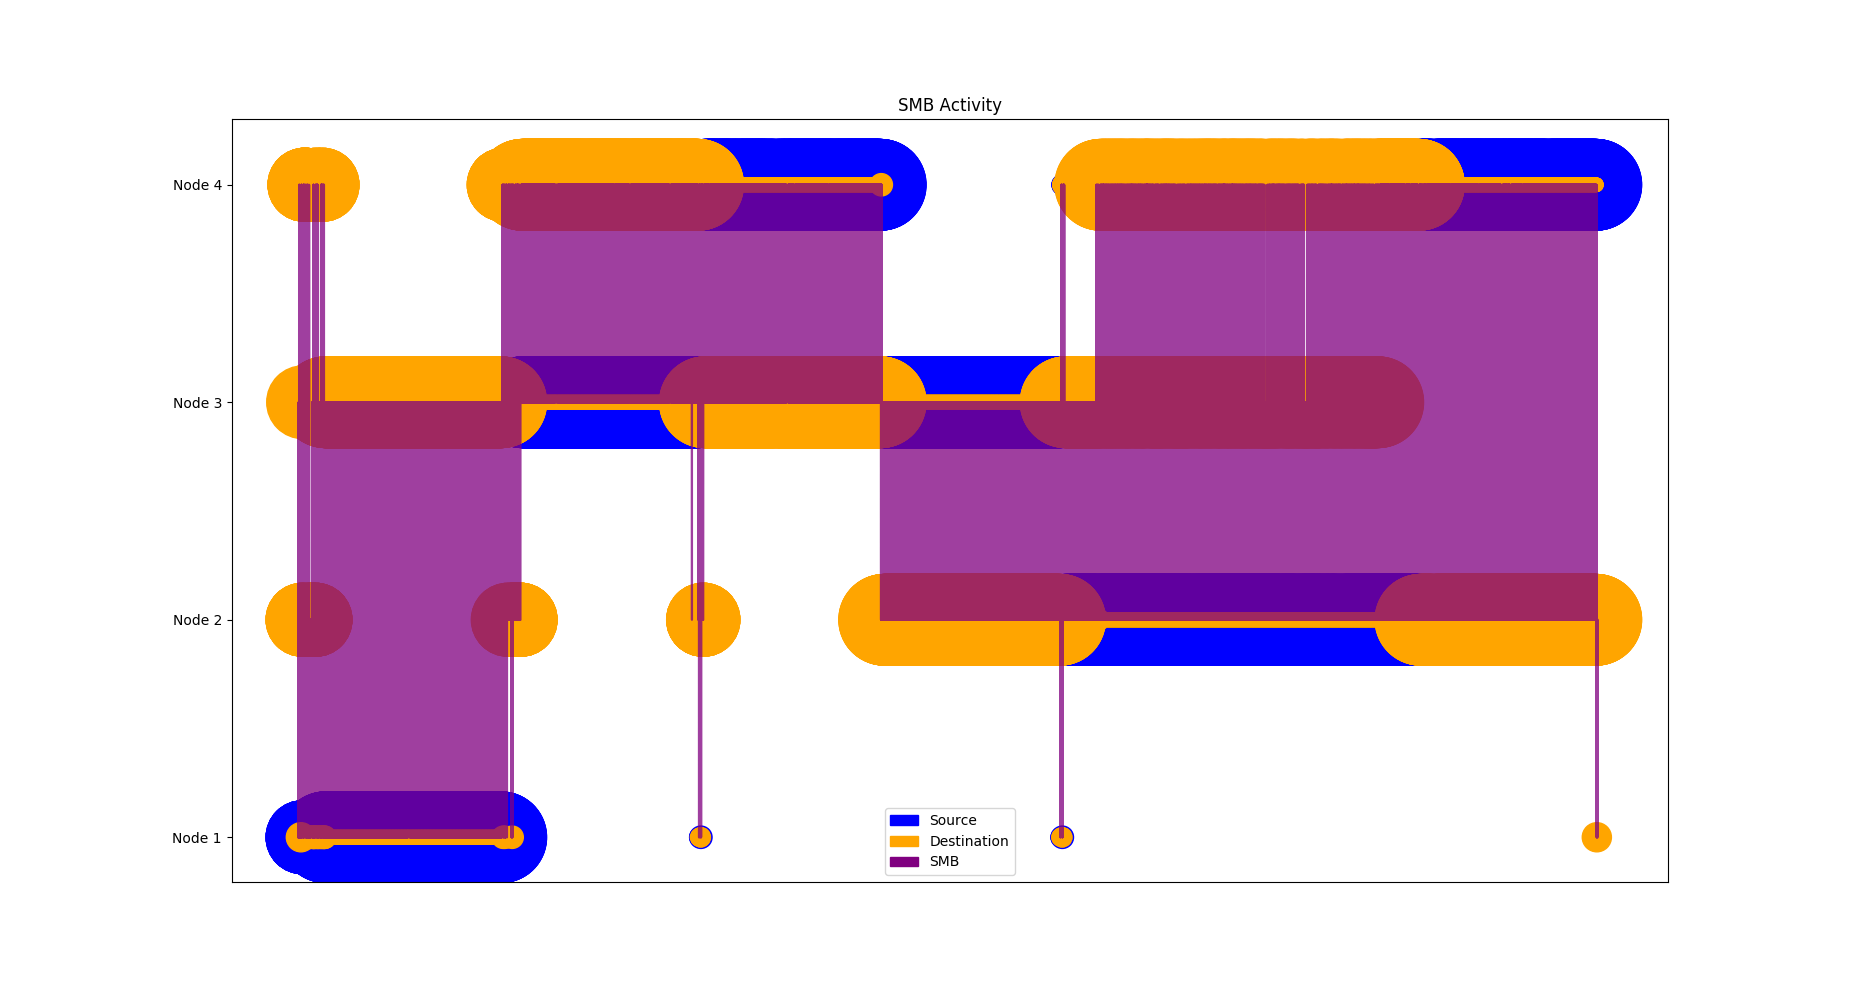 SMB Activity
Node 4
Node 3
Node 2
Node 1
Source
Destination
SMB